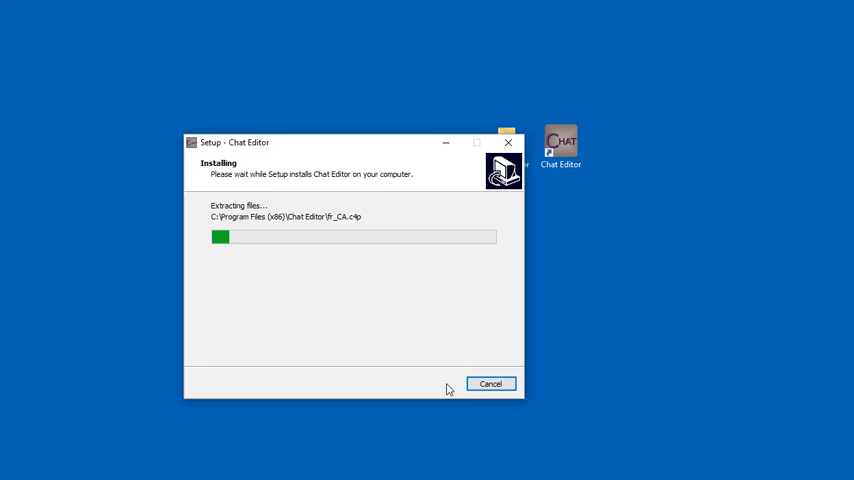 Setup - Chat Editor
Installing
Please wait while Setup installs Chat Editor on your computer.
Extracting files...
C:\Program Files (x86)\Chat Editor\fr_CA.c4p
Cancel
CHAT
Chat Editor